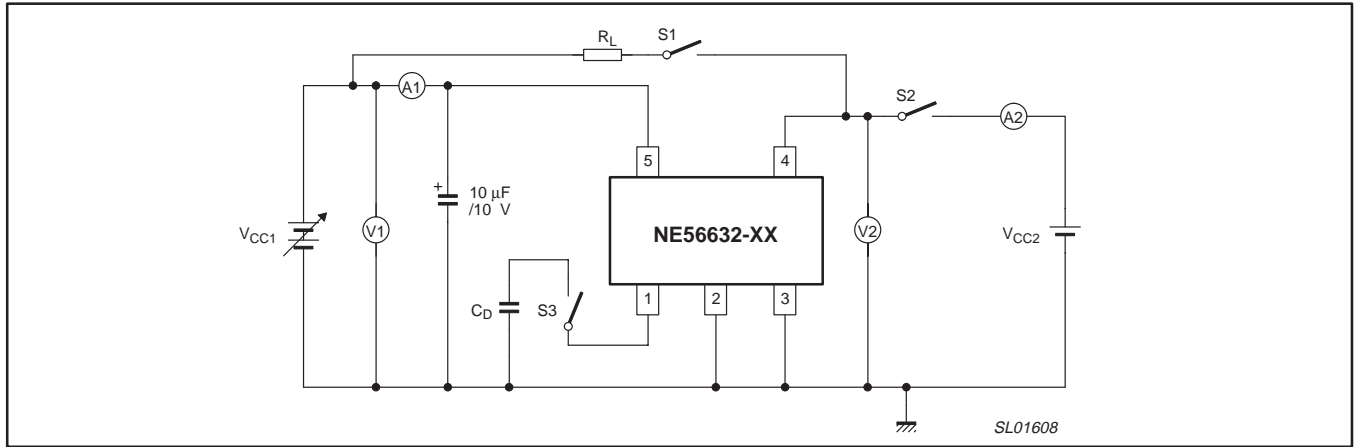 R_L
S1
A1
S2
A2
5
4
+
10 μF
/10 V
V_CC1
V1
NE56632-XX
V2
V_CC2
C_D
S3
1
2
3
SL01608